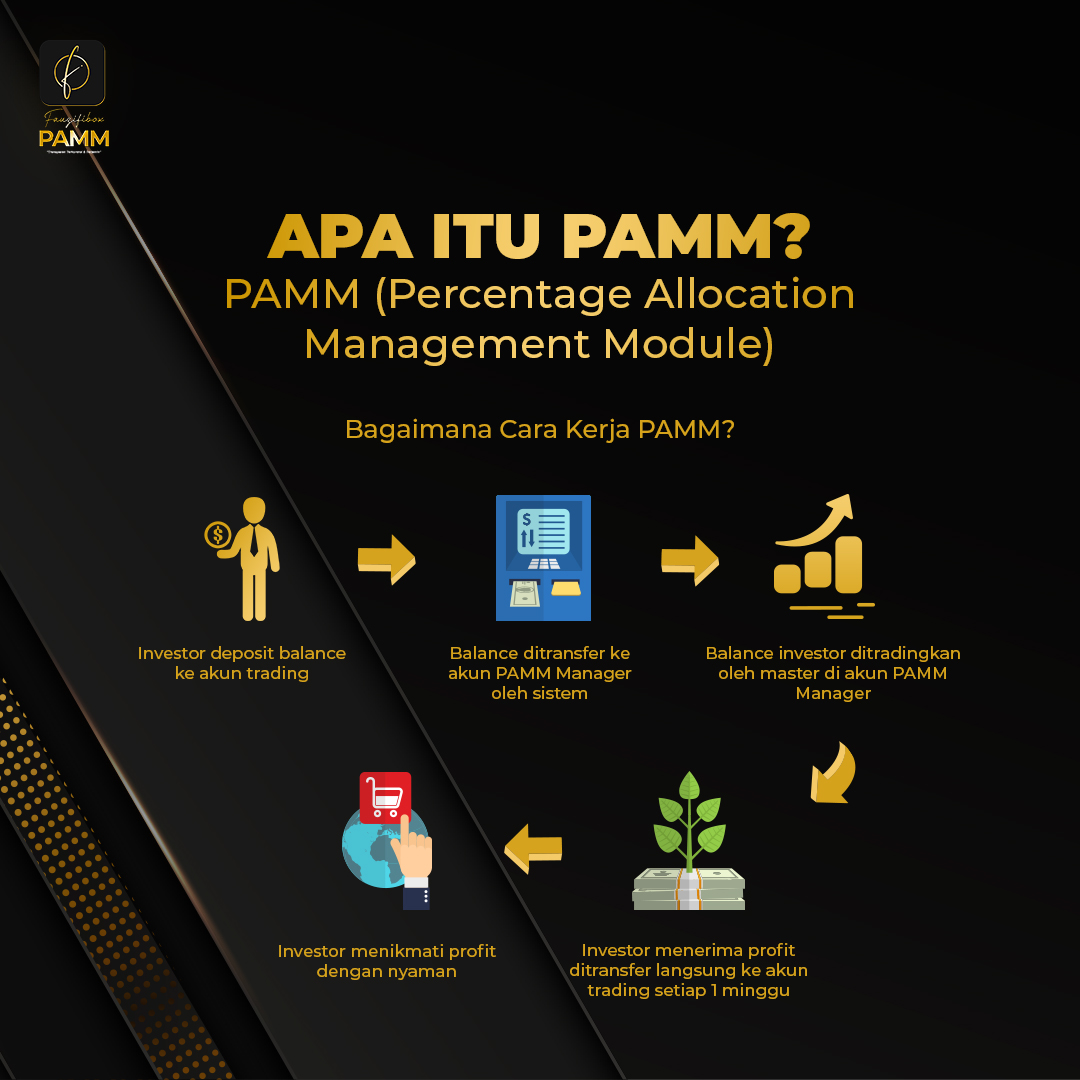 Fauzifibox
PAMM
APA ITU PAMM?
PAMM (Percentage Allocation
Management Module)
Bagaimana Cara Kerja PAMM?
$
$
Investor deposit balance
ke akun trading
Balance ditransfer ke
akun PAMM Manager
oleh sistem
Balance investor ditradingkan
oleh master di akun PAMM
Manager
Investor menikmati profit
dengan nyaman
Investor menerima profit
ditransfer langsung ke akun
trading setiap 1 minggu